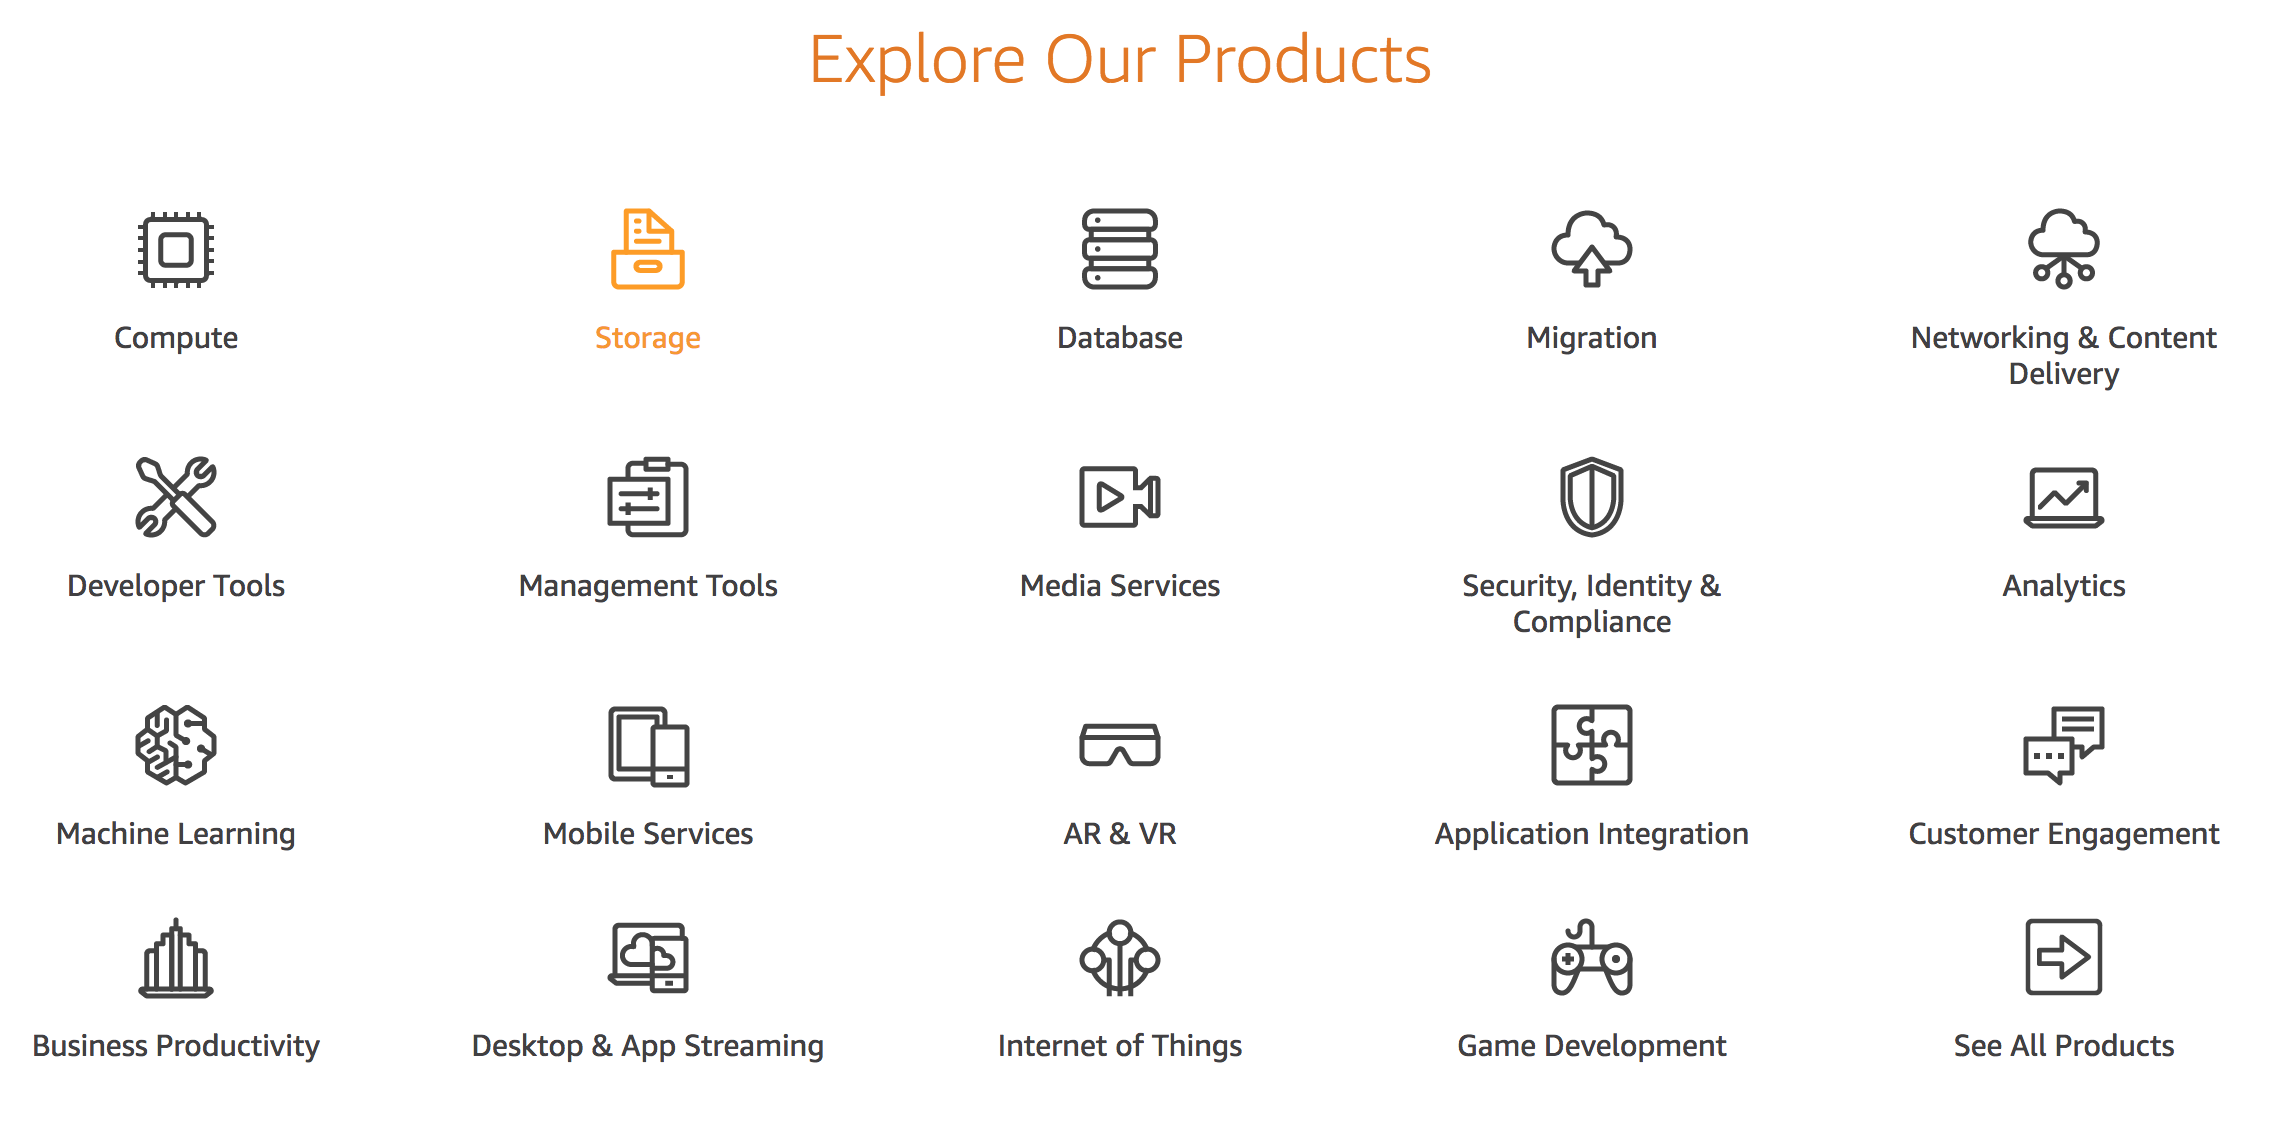 Explore Our Products
Compute
Storage
Database
Migration
Networking & Content
Delivery
Developer Tools
Management Tools
Media Services
Security, Identity &
Compliance
Analytics
Machine Learning
Mobile Services
AR & VR
Application Integration
Customer Engagement
Business Productivity
Desktop & App Streaming
Internet of Things
Game Development
See All Products